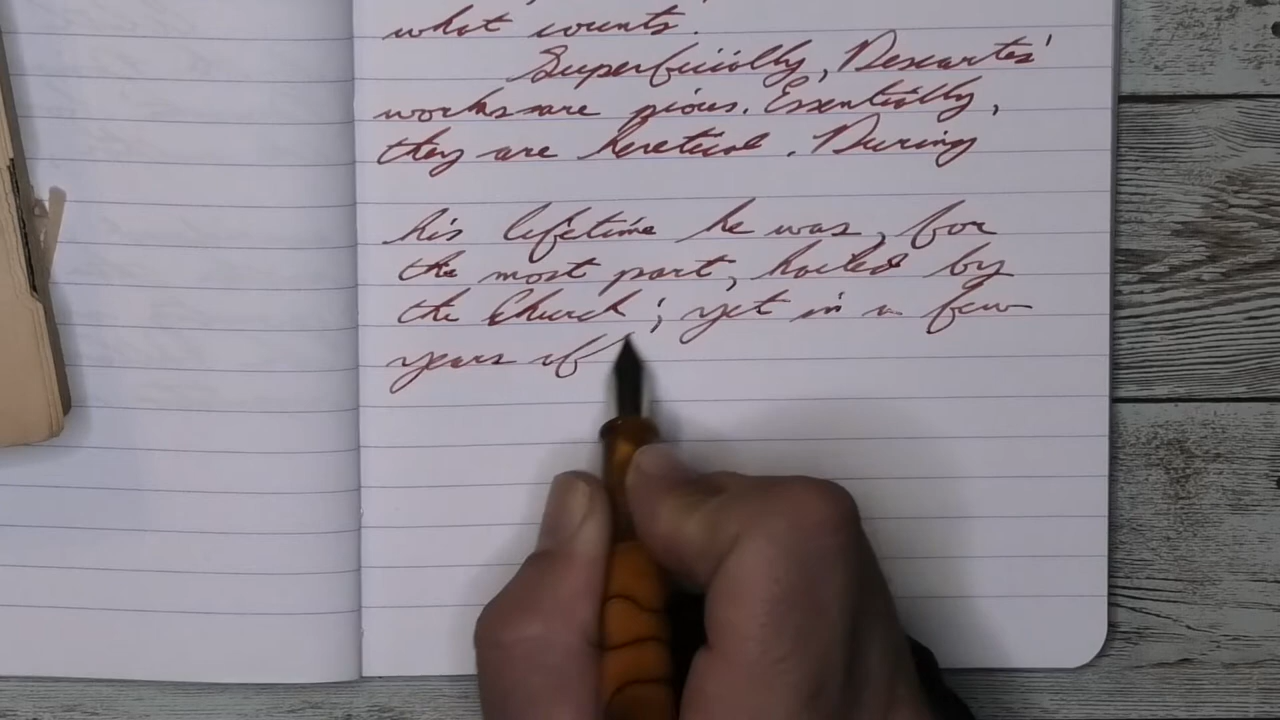 what counts.
Superficially, Descartes'
works are pious. Essentially,
they are heretical. During
his lifetime he was, for
the most part, hailed by
the Church; yet in a few
years af